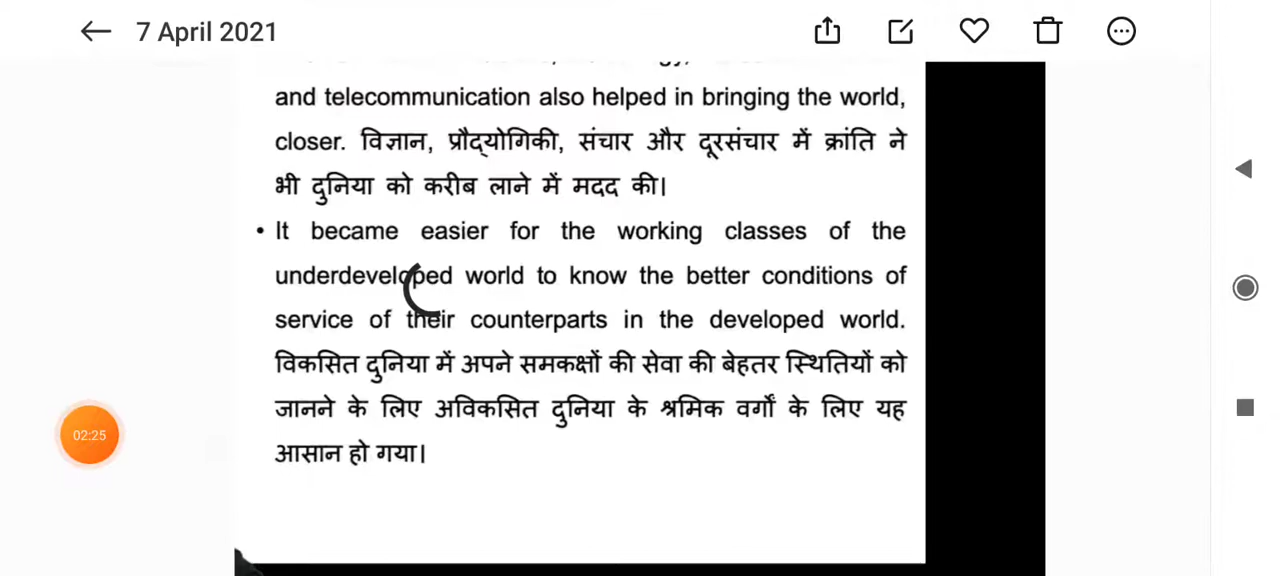 7 April 2021
and telecommunication also helped in bringing the world,
closer. विज्ञान, प्रौद्योगिकी, संचार और दूरसंचार में क्रांति ने
भी दुनिया को करीब लाने में मदद की।
• It became easier for the working classes of the
underdeveloped world to know the better conditions of
service of their counterparts in the developed world.
विकसित दुनिया में अपने समकक्षों की सेवा की बेहतर स्थितियों को
जानने के लिए अविकसित दुनिया के श्रमिक वर्गों के लिए यह
आसान हो गया।
02:25